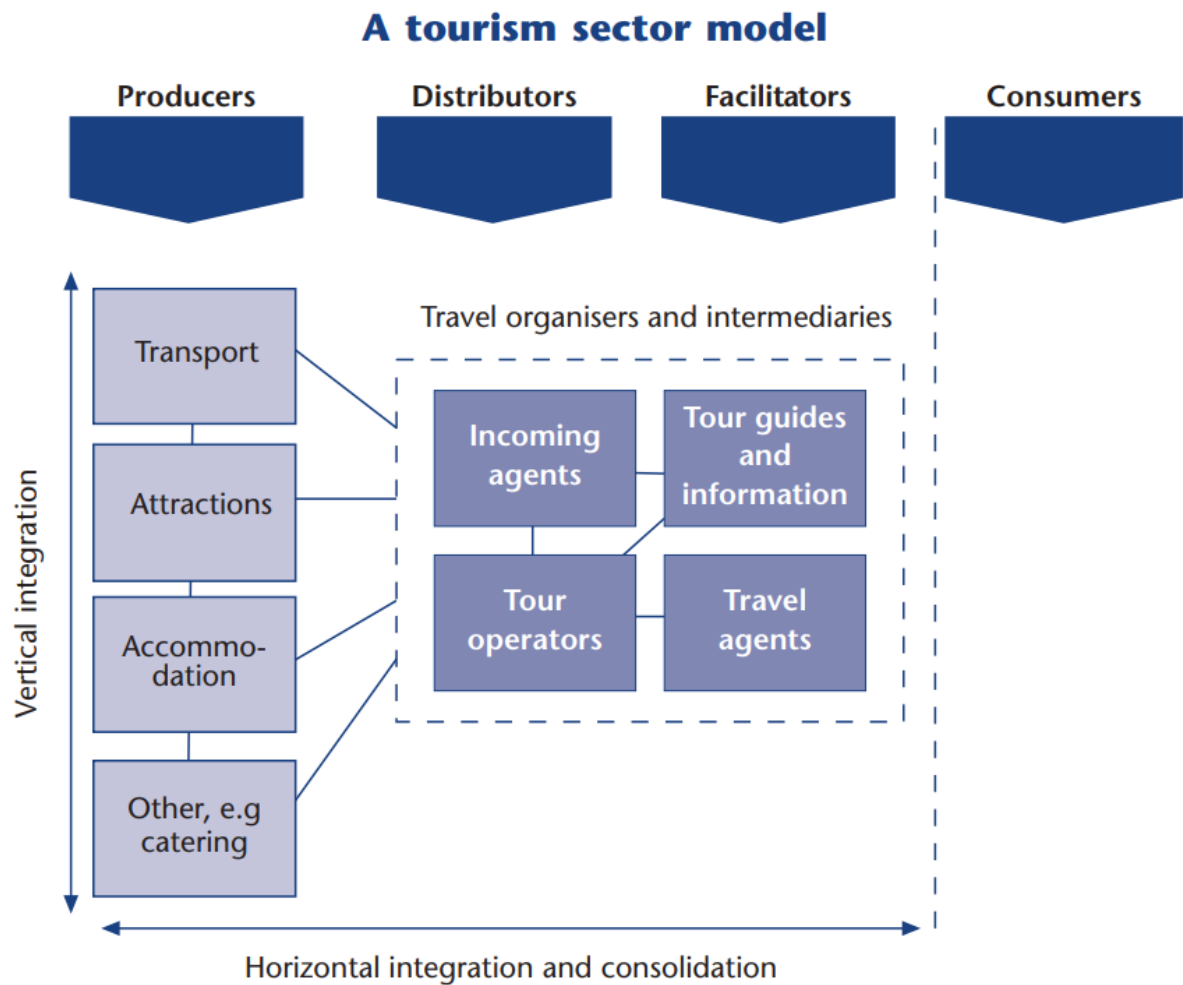 A tourism sector model
Producers
Distributors
Facilitators
Consumers
Vertical integration
Transport
Attractions
Accommo-
dation
Other, e.g
catering
Travel organisers and intermediaries
Incoming
agents
Tour guides
and
information
Tour
operators
Travel
agents
Horizontal integration and consolidation